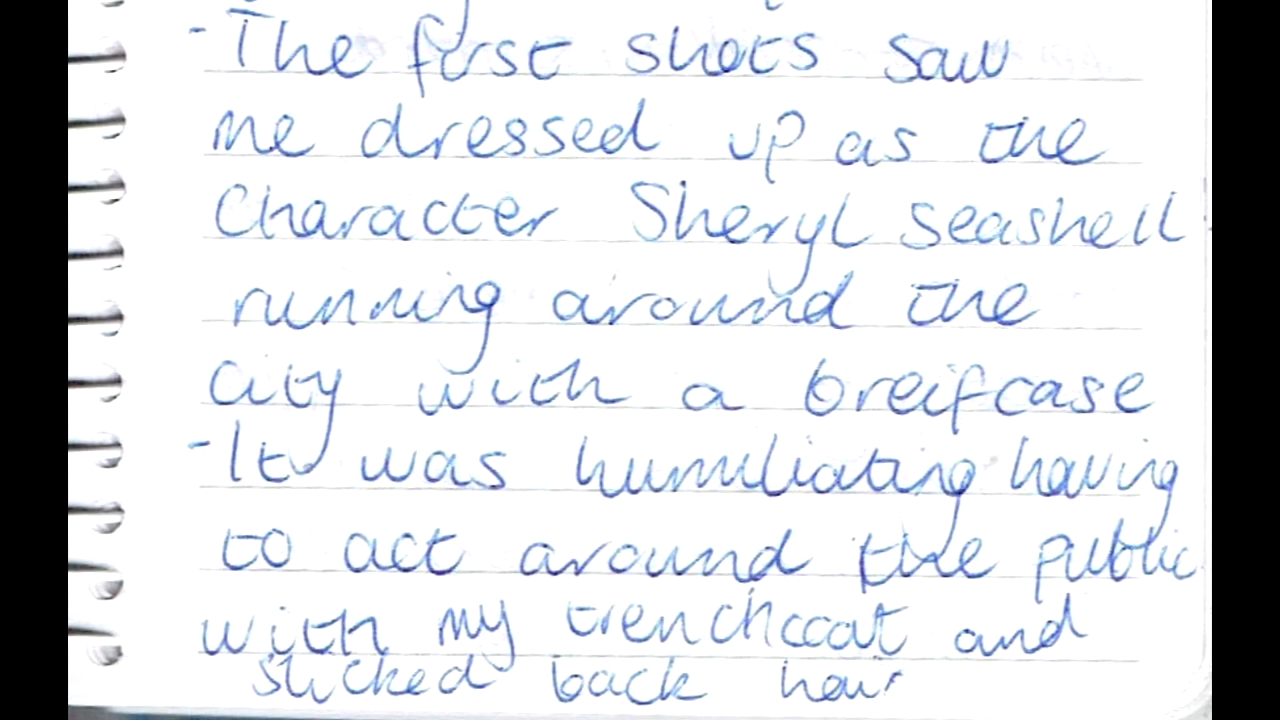 - The first shots saw
me dressed up as the
Character Sheryl seashell
running around the
city with a breifcase
- It was humiliating having
to act around the public
with my trenchcoat and
slicked back hair